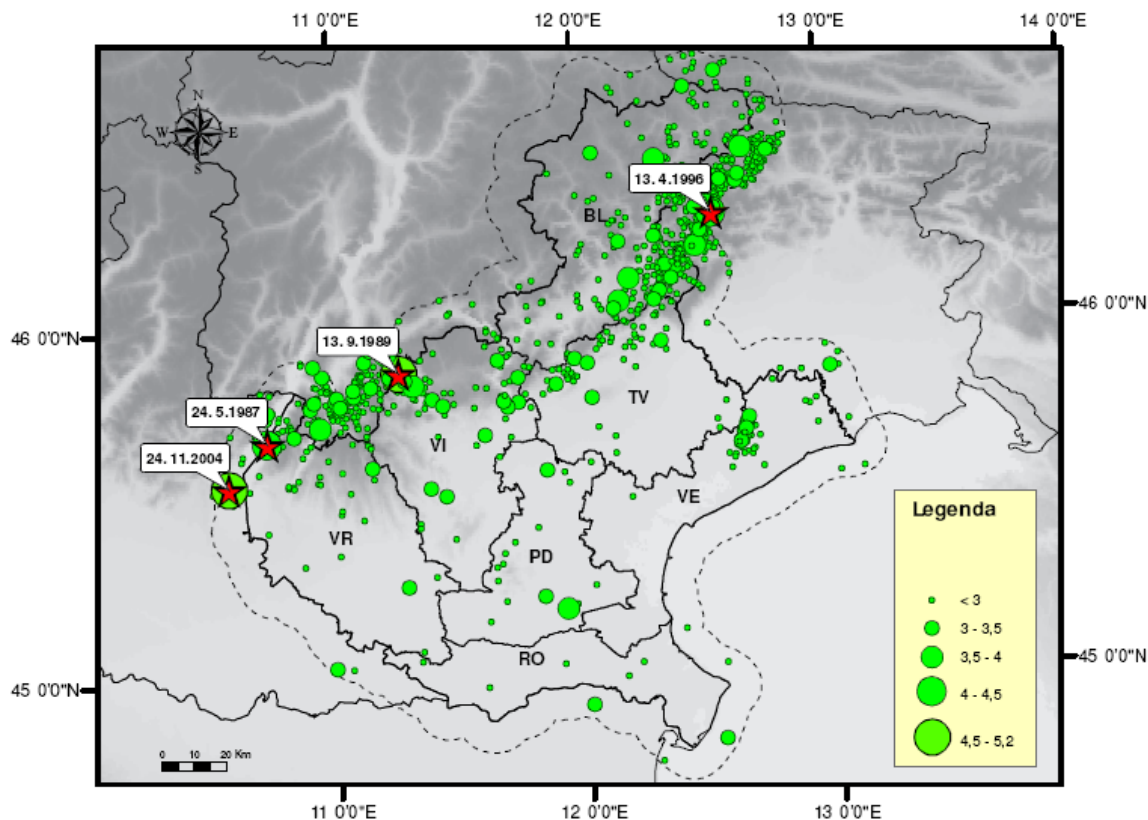 11 0'0"E 12 0'0"E 13 0'0"E 14 0'0"E
N
W E
S
13. 4.1996
BL
46 0'0"N
46 0'0"N
13. 9.1989
24. 5.1987
TV
VI
24. 11.2004
VE
Legenda
VR
PD
< 3
3 - 3,5
RO
3,5 - 4
45 0'0"N
45 0'0"N
4 - 4,5
4,5 - 5,2
0 10 20 Km
11 0'0"E 12 0'0"E 13 0'0"E